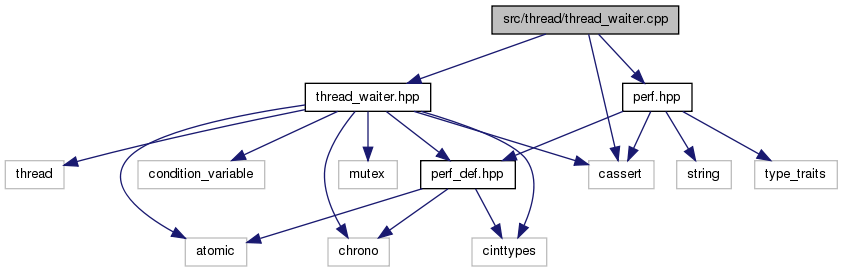 src/thread/thread_waiter.cpp
thread_waiter.hpp
perf.hpp
thread
condition_variable
mutex
perf_def.hpp
cassert
string
type_traits
atomic
chrono
cinttypes